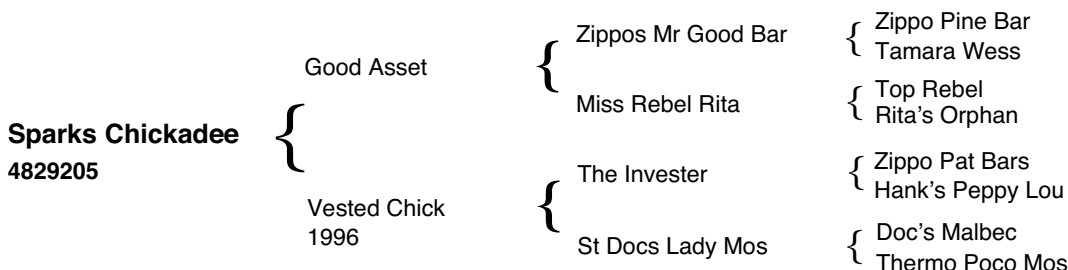 Sparks Chickadee
4829205
Good Asset
Vested Chick
1996
Zippos Mr Good Bar
Miss Rebel Rita
The Invester
St Docs Lady Mos
Zippo Pine Bar
Tamara Wess
Top Rebel
Rita's Orphan
Zippo Pat Bars
Hank's Peppy Lou
Doc's Malbec
Thermo Poco Mos